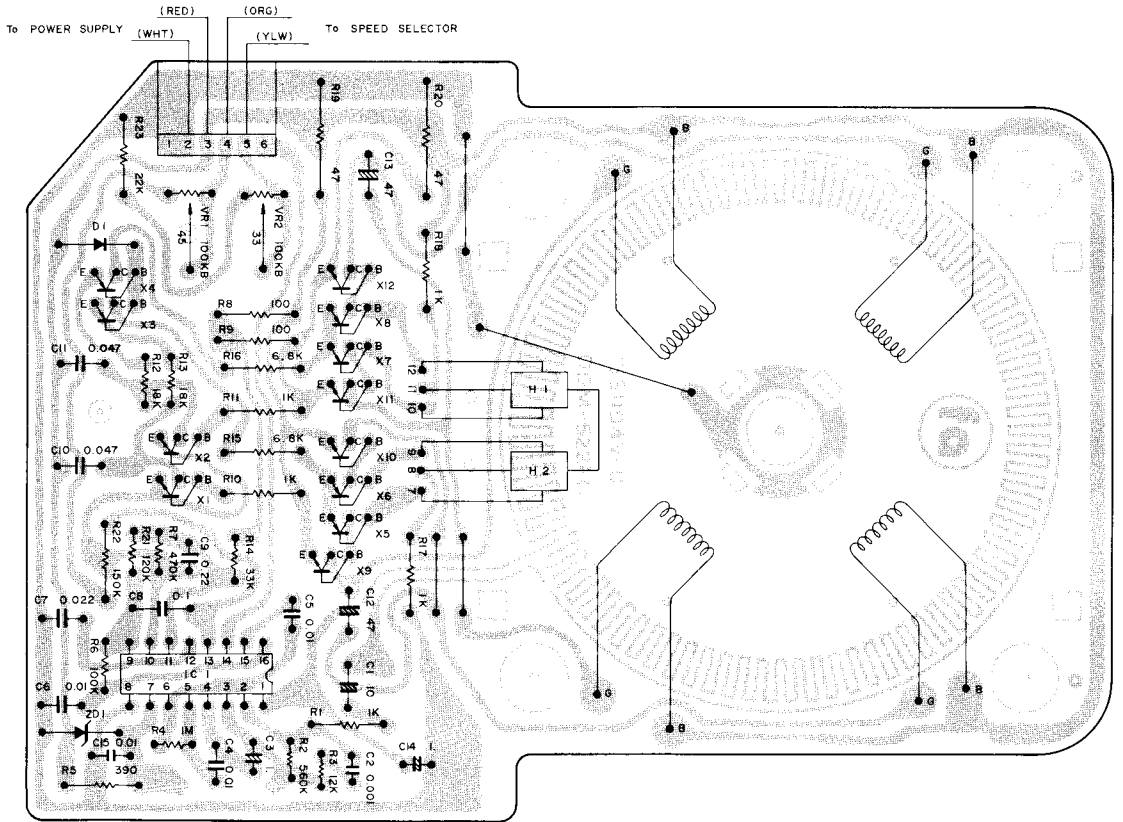 (RED) (ORG)
To POWER SUPPLY (WHT) (YLW) To SPEED SELECTOR
1 2 3 4 5 6
R23 22K
R19 47
R20 47
C13 47
VR1 100KB 45
VR2 100KB 33
R18 1K
D1
E C B X4
E C B X3
E C B X12
E C B X8
E C B X7
E C B X11
R8 100
R9 100
R16 6.8K
R11 1K
C11 0.047
R12 18K
R13 18K
12
11
10
H 1
C10 0.047
E C B X2
E C B X1
R15 6.8K
R10 1K
E C B X10
E C B X6
E C B X5
E C B X9
9
8
7
H 2
R22 150K
R21 120K
R7 470K
C9 0.22
R14 33K
R17 1K
C7 0.022
C8 0.1
C5 0.01
C12 47
R6 100K
9 10 11 12 13 14 15 16
IC 1
8 7 6 5 4 3 2 1
C1 10
C6 0.01
ZD1
C15 0.01
R5 390
R4 1M
C4 0.01
C3 1
R2 560K
R1 1K
R3 12K
C2 0.001
C14 1
G B G B
G B G B